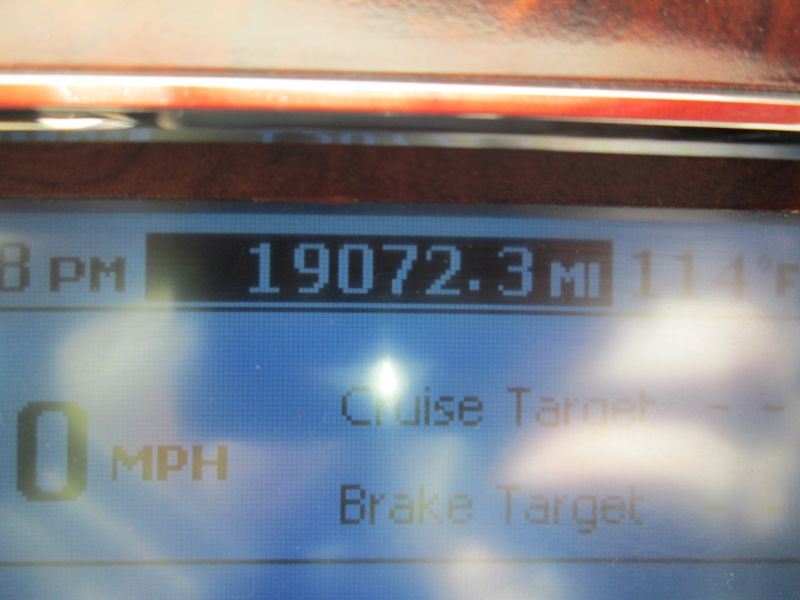 8 PM 19072.3 MI 114°F
0 MPH
Cruise Target - -
Brake Target - -